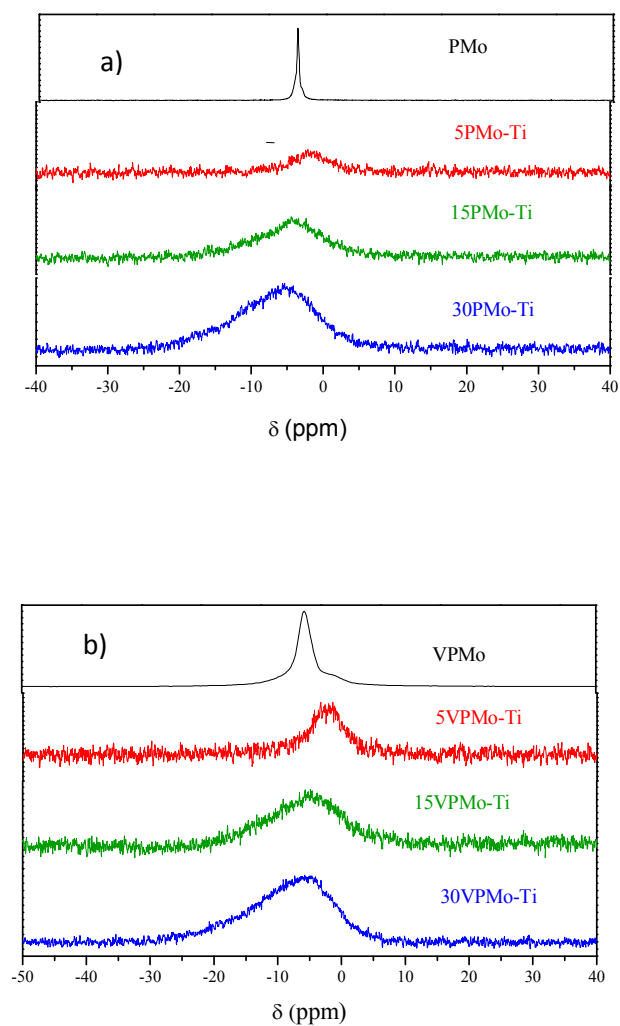 a)
PMo
5PMo-Ti
15PMo-Ti
30PMo-Ti
-40 -30 -20 -10 0 10 20 30 40
δ (ppm)
b)
VPMo
5VPMo-Ti
15VPMo-Ti
30VPMo-Ti
-50 -40 -30 -20 -10 0 10 20 30 40
δ (ppm)